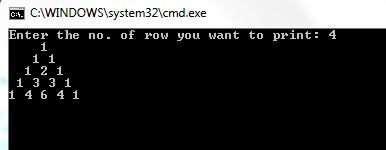 C:\WINDOWS\system32\cmd.exe
Enter the no. of row you want to print: 4
1
1 1
1 2 1
1 3 3 1
1 4 6 4 1